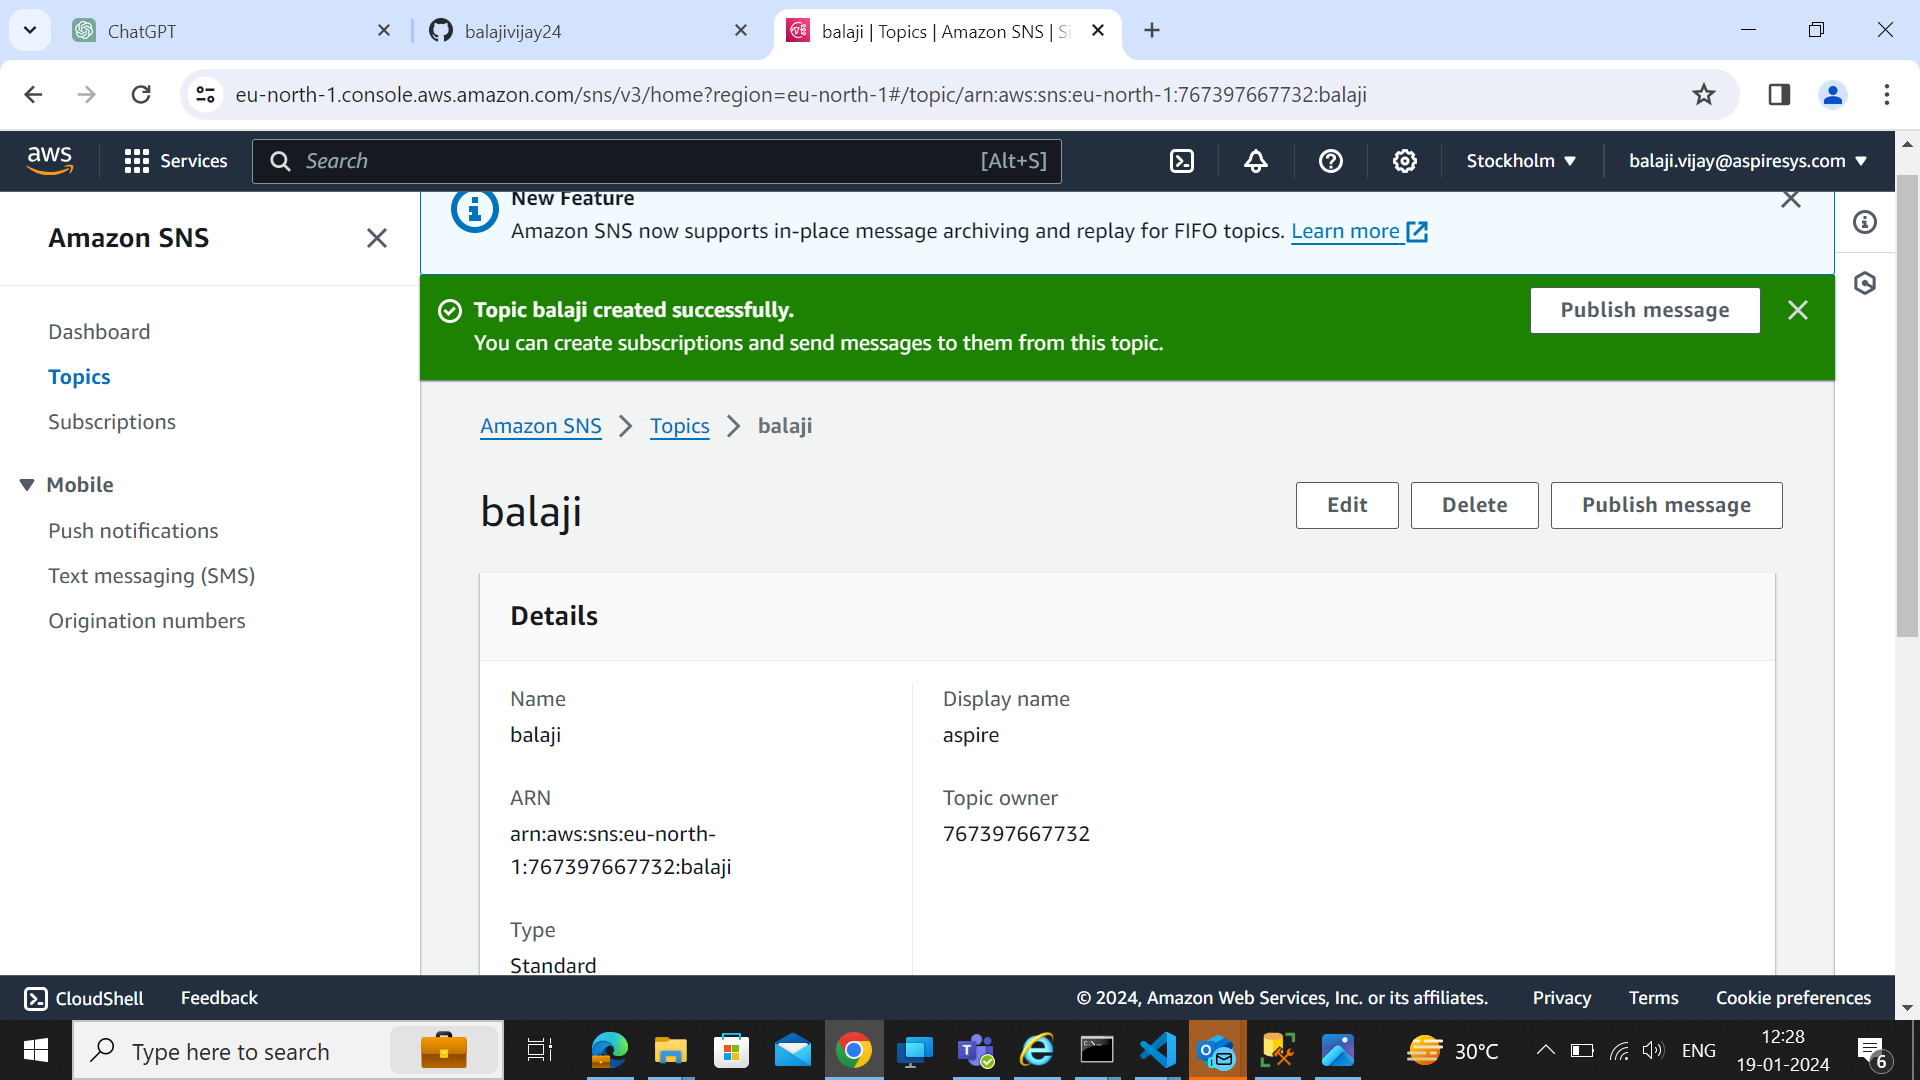 ChatGPT
balajivijay24
balaji | Topics | Amazon SNS | Si
eu-north-1.console.aws.amazon.com/sns/v3/home?region=eu-north-1#/topic/arn:aws:sns:eu-north-1:767397667732:balaji
aws
Services
Search
[Alt+S]
Stockholm
balaji.vijay@aspiresys.com
Amazon SNS
Dashboard
Topics
Subscriptions
Mobile
Push notifications
Text messaging (SMS)
Origination numbers
New Feature
Amazon SNS now supports in-place message archiving and replay for FIFO topics. Learn more
Topic balaji created successfully.
You can create subscriptions and send messages to them from this topic.
Publish message
Amazon SNS
Topics
balaji
balaji
Edit
Delete
Publish message
Details
Name
balaji
Display name
aspire
ARN
arn:aws:sns:eu-north-
1:767397667732:balaji
Topic owner
767397667732
Type
Standard
CloudShell
Feedback
© 2024, Amazon Web Services, Inc. or its affiliates.
Privacy
Terms
Cookie preferences
Type here to search
30°C
ENG
12:28
19-01-2024
6